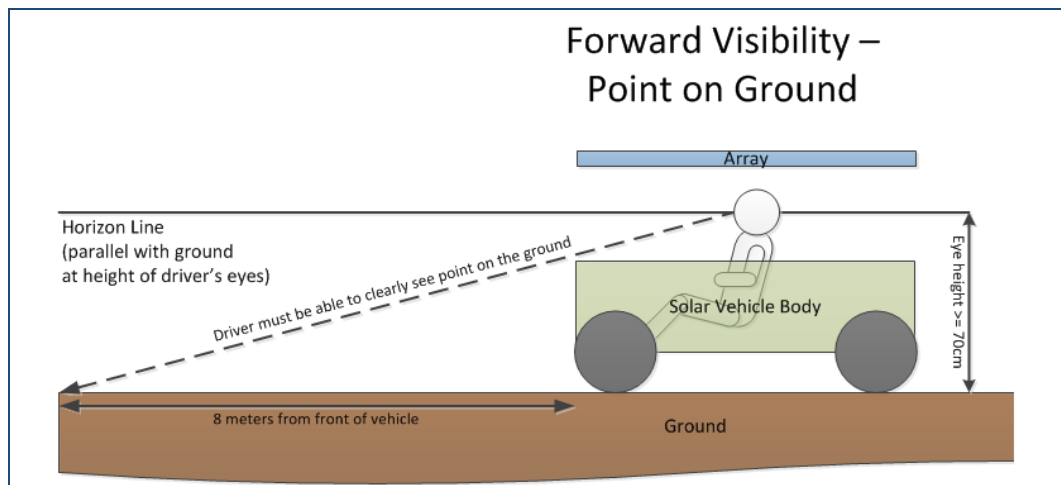 Forward Visibility –
Point on Ground
Array
Horizon Line
(parallel with ground
at height of driver's eyes)
Driver must be able to clearly see point on the ground
Solar Vehicle Body
Eye height >= 70cm
8 meters from front of vehicle
Ground